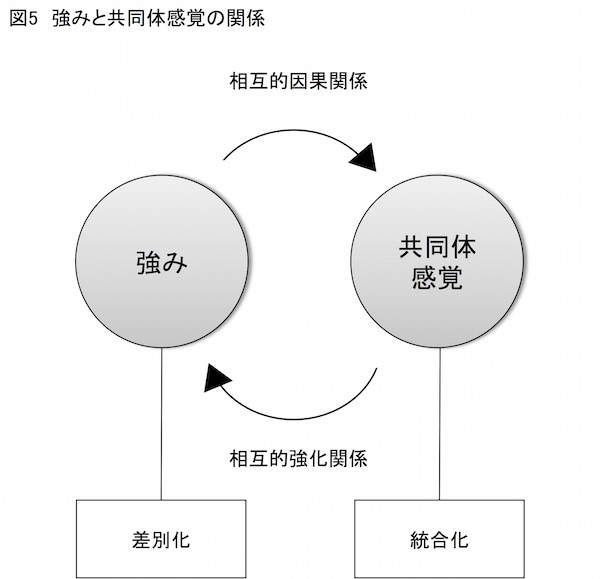 図5 強みと共同体感覚の関係
相互的因果関係
強み
共同体
感覚
相互的強化関係
差別化
統合化